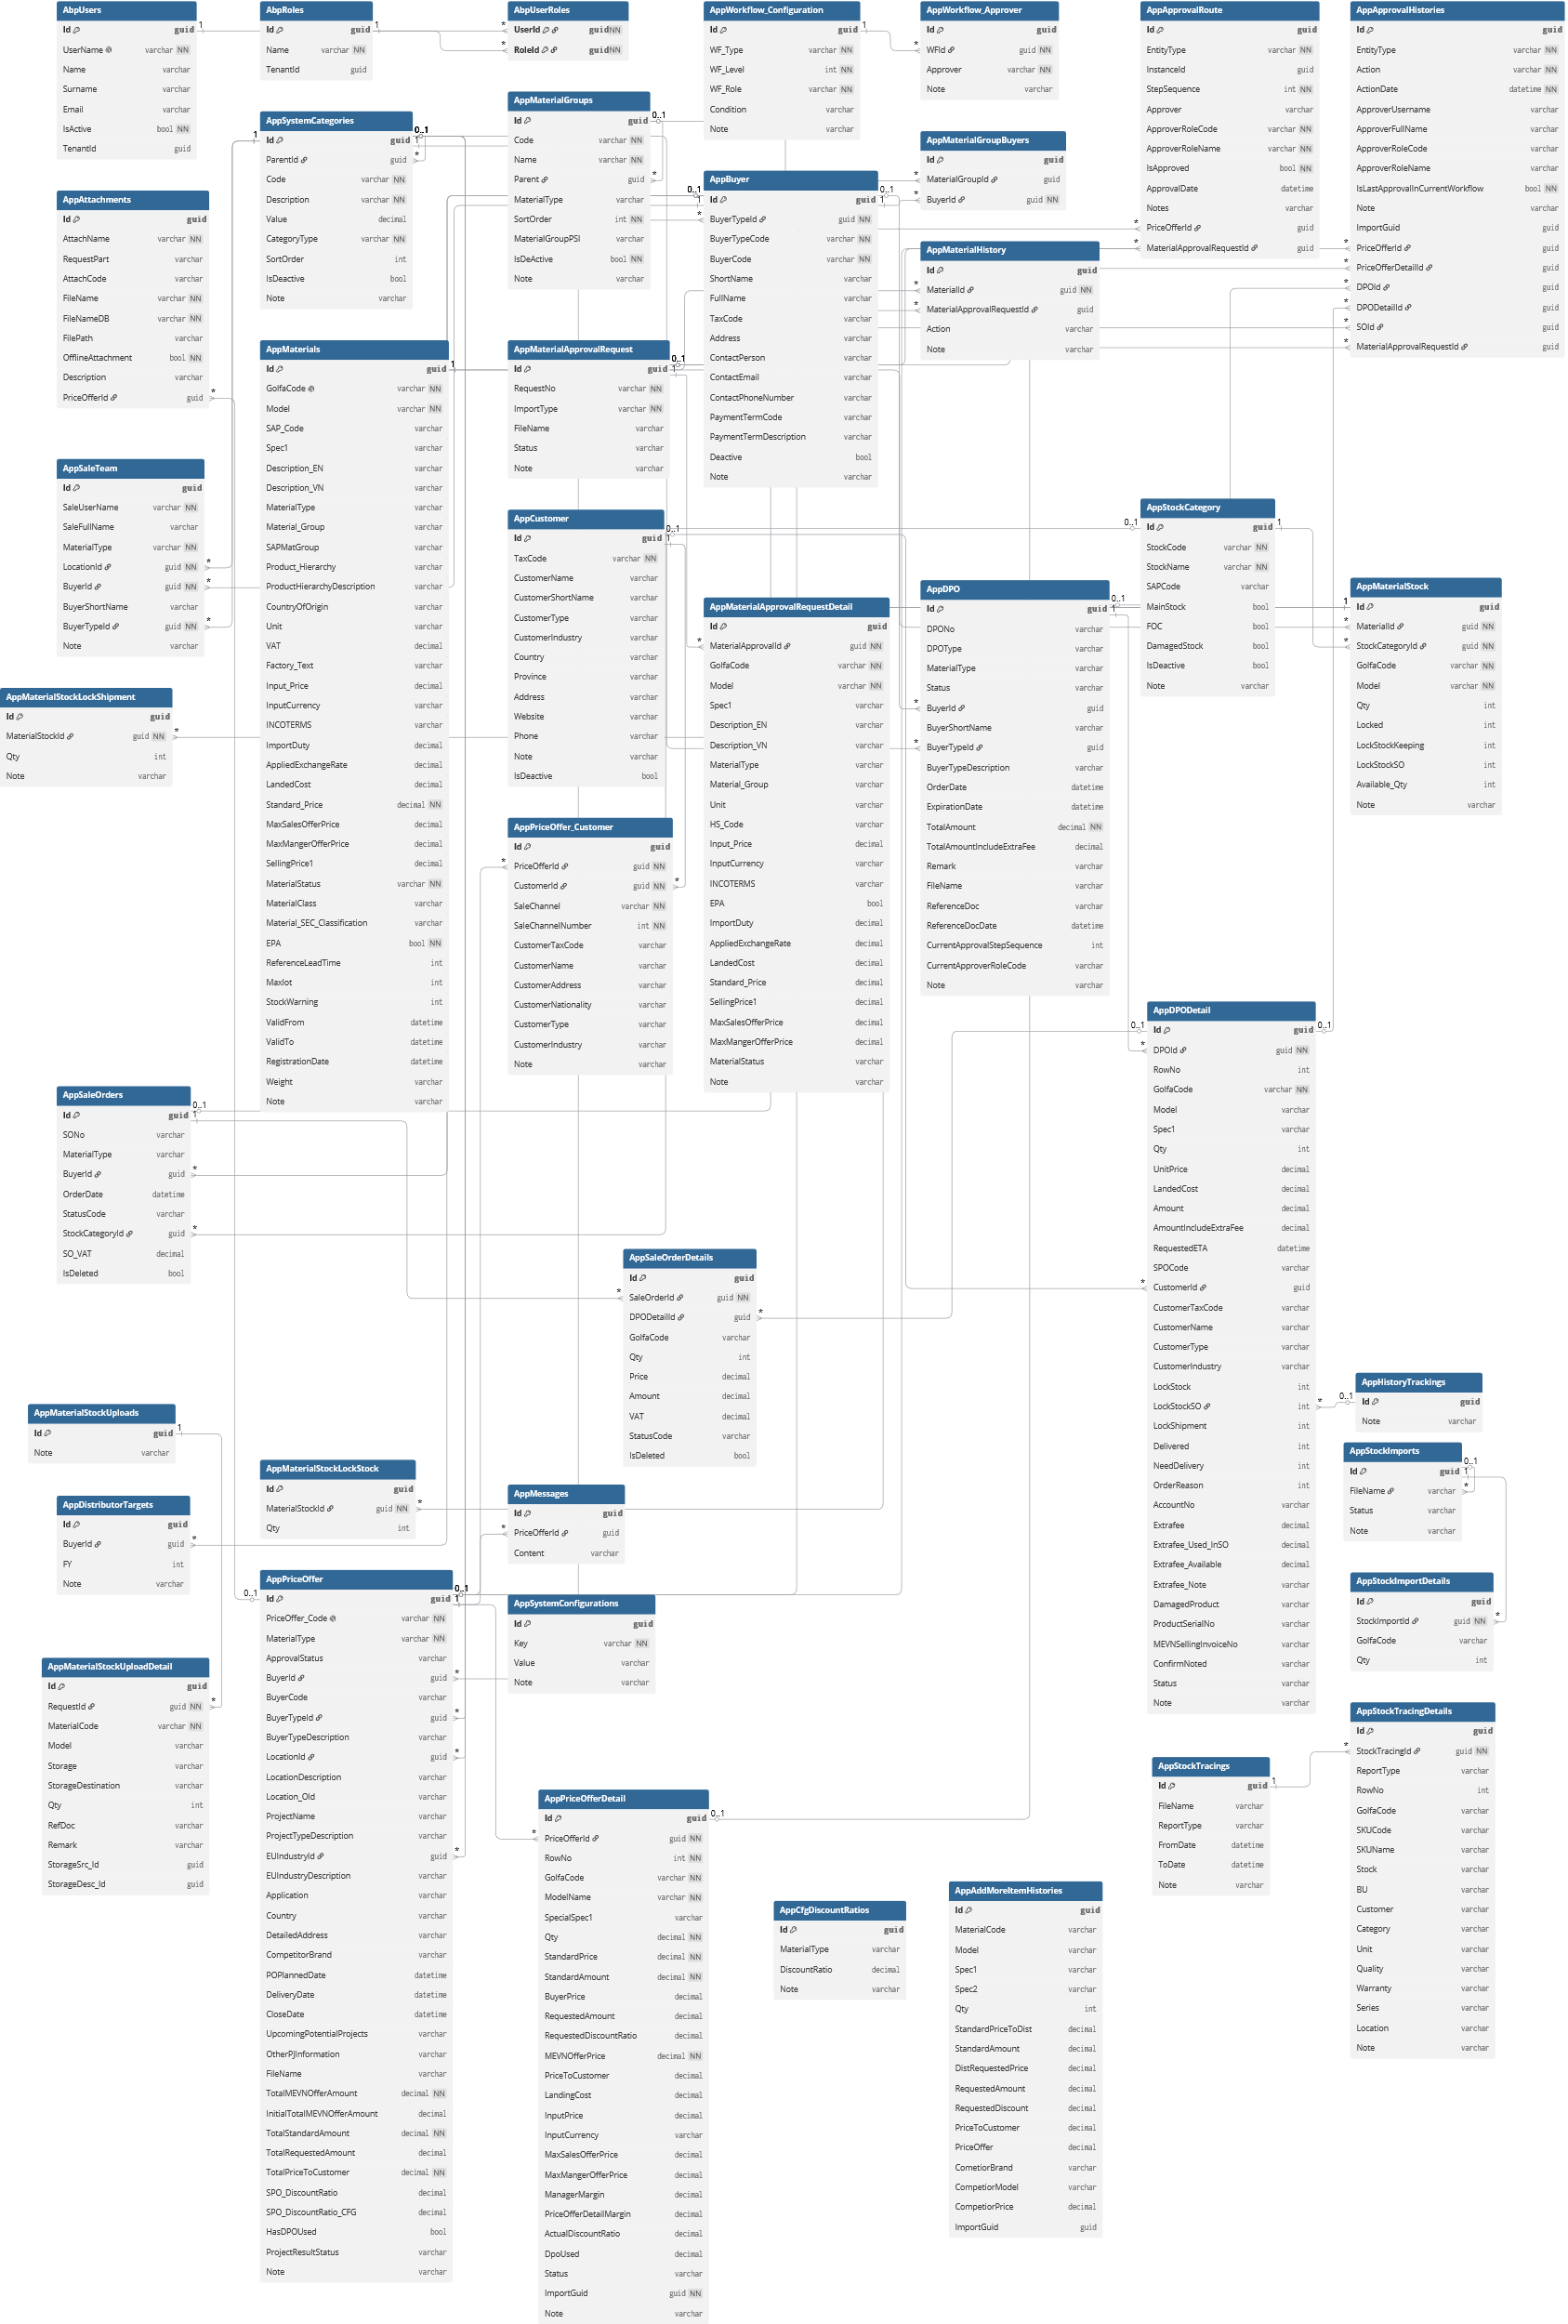 AbpUsers
Id guid
UserName varchar NN
Name varchar
Surname varchar
Email varchar
IsActive bool NN
TenantId guid
AbpRoles
Id guid
Name varchar NN
TenantId guid
AbpUserRoles
UserId guid NN
RoleId guid NN
AppWorkflow_Configuration
Id guid
WF_Type varchar NN
WF_Level int NN
WF_Role varchar NN
Condition varchar
Note varchar
AppWorkflow_Approver
Id guid
WFId guid NN
Approver varchar NN
Note varchar
AppApprovalRoute
Id guid
EntityType varchar NN
InstanceId guid
StepSequence int NN
Approver varchar
ApproverRoleCode varchar NN
ApproverRoleName varchar NN
IsApproved bool NN
ApprovalDate datetime
Notes varchar
PriceOfferId guid
MaterialApprovalRequestId guid
AppApprovalHistories
Id guid
EntityType varchar NN
Action varchar NN
ActionDate datetime NN
ApproverUsername varchar
ApproverFullName varchar
ApproverRoleCode varchar
ApproverRoleName varchar
IsLastApprovalInCurrentWorkflow bool NN
Note varchar
ImportGuid guid
PriceOfferId guid
PriceOfferDetailId guid
DPOId guid
DPODetailId guid
SOId guid
MaterialApprovalRequestId guid
AppSystemCategories
Id guid
ParentId guid
Code varchar NN
Description varchar NN
Value decimal
CategoryType varchar NN
SortOrder int
IsDeactive bool
Note varchar
AppMaterialGroups
Id guid
Code varchar NN
Name varchar NN
Parent guid
MaterialType varchar
SortOrder int NN
MaterialGroupPSI varchar
IsDeActive bool NN
Note varchar
AppBuyer
Id guid
BuyerTypeId guid NN
BuyerTypeCode varchar NN
BuyerCode varchar NN
ShortName varchar
FullName varchar
TaxCode varchar
Address varchar
ContactPerson varchar
ContactEmail varchar
ContactPhoneNumber varchar
PaymentTermCode varchar
PaymentTermDescription varchar
Deactive bool
Note varchar
AppMaterialGroupBuyers
Id guid
MaterialGroupId guid
BuyerId guid NN
AppMaterialHistory
Id guid
MaterialId guid NN
MaterialApprovalRequestId guid
Action varchar
Note varchar
AppAttachments
Id guid
AttachName varchar NN
RequestPart varchar
AttachCode varchar
FileName varchar NN
FileNameDB varchar NN
FilePath varchar
OfflineAttachment bool NN
Description varchar
PriceOfferId guid
AppMaterials
Id guid
GolfaCode varchar NN
Model varchar NN
SAP_Code varchar
Spec1 varchar
Description_EN varchar
Description_VN varchar
MaterialType varchar
Material_Group varchar
SAPMatGroup varchar
Product_Hierarchy varchar
ProductHierarchyDescription varchar
CountryOfOrigin varchar
Unit varchar
VAT decimal
Factory_Text varchar
Input_Price decimal
InputCurrency varchar
INCOTERMS varchar
ImportDuty decimal
AppliedExchangeRate decimal
LandedCost decimal
Standard_Price decimal NN
MaxSalesOfferPrice decimal
MaxMangerOfferPrice decimal
SellingPrice1 decimal
MaterialStatus varchar NN
MaterialClass varchar
Material_SEC_Classification varchar
EPA bool NN
ReferenceLeadTime int
Maxlot int
StockWarning int
ValidFrom datetime
ValidTo datetime
RegistrationDate datetime
Weight varchar
Note varchar
AppMaterialApprovalRequest
Id guid
RequestNo varchar NN
ImportType varchar NN
FileName varchar
Status varchar
Note varchar
AppSaleTeam
Id guid
SaleUserName varchar NN
SaleFullName varchar
MaterialType varchar NN
LocationId guid NN
BuyerId guid NN
BuyerShortName varchar
BuyerTypeId guid NN
Note varchar
AppCustomer
Id guid
TaxCode varchar NN
CustomerName varchar
CustomerShortName varchar
CustomerType varchar
CustomerIndustry varchar
Country varchar
Province varchar
Address varchar
Website varchar
Phone varchar
Note varchar
IsDeactive bool
AppMaterialApprovalRequestDetail
Id guid
MaterialApprovalId guid NN
GolfaCode varchar NN
Model varchar NN
Spec1 varchar
Description_EN varchar
Description_VN varchar
MaterialType varchar
Material_Group varchar
Unit varchar
HS_Code varchar
Input_Price decimal
InputCurrency varchar
INCOTERMS varchar
EPA bool
ImportDuty decimal
AppliedExchangeRate decimal
LandedCost decimal
Standard_Price decimal
SellingPrice1 decimal
MaxSalesOfferPrice decimal
MaxMangerOfferPrice decimal
MaterialStatus varchar
Note varchar
AppDPO
Id guid
DPONo varchar
DPOType varchar
MaterialType varchar
Status varchar
BuyerId guid
BuyerShortName varchar
BuyerTypeId guid
BuyerTypeDescription varchar
OrderDate datetime
ExpirationDate datetime
TotalAmount decimal NN
TotalAmountIncludeExtraFee decimal
Remark varchar
FileName varchar
ReferenceDoc varchar
ReferenceDocDate datetime
CurrentApprovalStepSequence int
CurrentApproverRoleCode varchar
Note varchar
AppStockCategory
Id guid
StockCode varchar NN
StockName varchar NN
SAPCode varchar
MainStock bool
FOC bool
DamagedStock bool
IsDeactive bool
Note varchar
AppMaterialStock
Id guid
MaterialId guid NN
StockCategoryId guid NN
GolfaCode varchar NN
Model varchar NN
Qty int
Locked int
LockStockKeeping int
LockStockSO int
Available_Qty int
Note varchar
AppMaterialStockLockShipment
Id guid
MaterialStockId guid NN
Qty int
Note varchar
AppPriceOffer_Customer
Id guid
PriceOfferId guid NN
CustomerId guid NN
SaleChannel varchar NN
SaleChannelNumber int NN
CustomerTaxCode varchar
CustomerName varchar
CustomerAddress varchar
CustomerNationality varchar
CustomerType varchar
CustomerIndustry varchar
Note varchar
AppDPODetail
Id guid
DPOId guid NN
RowNo int
GolfaCode varchar NN
Model varchar
Spec1 varchar
Qty int
UnitPrice decimal
LandedCost decimal
Amount decimal
AmountIncludeExtraFee decimal
RequestedETA datetime
SPOCode varchar
CustomerId guid
CustomerTaxCode varchar
CustomerName varchar
CustomerType varchar
CustomerIndustry varchar
LockStock int
LockStockSO int
LockShipment int
Delivered int
NeedDelivery int
OrderReason int
AccountNo varchar
Extrafee decimal
Extrafee_Used_InSO decimal
Extrafee_Available decimal
Extrafee_Note varchar
DamagedProduct varchar
ProductSerialNo varchar
MEVNSellingInvoiceNo varchar
ConfirmNoted varchar
Status varchar
Note varchar
AppSaleOrders
Id guid
SONo varchar
MaterialType varchar
BuyerId guid
OrderDate datetime
StatusCode varchar
StockCategoryId guid
SO_VAT decimal
IsDeleted bool
AppSaleOrderDetails
Id guid
SaleOrderId guid NN
DPODetailId guid
GolfaCode varchar
Qty int
Price decimal
Amount decimal
VAT decimal
StatusCode varchar
IsDeleted bool
AppHistoryTrackings
Id guid
Note varchar
AppMaterialStockUploads
Id guid
Note varchar
AppStockImports
Id guid
FileName varchar
Status varchar
Note varchar
AppMaterialStockLockStock
Id guid
MaterialStockId guid NN
Qty int
AppMessages
Id guid
PriceOfferId guid
Content varchar
AppDistributorTargets
Id guid
BuyerId guid
FY int
Note varchar
AppPriceOffer
Id guid
PriceOffer_Code varchar NN
MaterialType varchar NN
ApprovalStatus varchar
BuyerId guid
BuyerCode varchar
BuyerTypeId guid
BuyerTypeDescription varchar
LocationId guid
LocationDescription varchar
Location_Old varchar
ProjectName varchar
ProjectTypeDescription varchar
EUIndustryId guid
EUIndustryDescription varchar
Application varchar
Country varchar
DetailedAddress varchar
CompetitorBrand varchar
POPlannedDate datetime
DeliveryDate datetime
CloseDate datetime
UpcomingPotentialProjects varchar
OtherPJInformation varchar
FileName varchar
TotalMEVNOfferAmount decimal NN
InitialTotalMEVNOfferAmount decimal
TotalStandardAmount decimal NN
TotalRequestedAmount decimal
TotalPriceToCustomer decimal NN
SPO_DiscountRatio decimal
SPO_DiscountRatio_CFG decimal
HasDPOUsed bool
ProjectResultStatus varchar
Note varchar
AppSystemConfigurations
Id guid
Key varchar NN
Value varchar
Note varchar
AppStockImportDetails
Id guid
StockImportId guid NN
GolfaCode varchar
Qty int
AppMaterialStockUploadDetail
Id guid
RequestId guid NN
MaterialCode varchar NN
Model varchar
Storage varchar
StorageDestination varchar
Qty int
RefDoc varchar
Remark varchar
StorageSrc_Id guid
StorageDesc_Id guid
AppStockTracingDetails
Id guid
StockTracingId guid NN
ReportType varchar
RowNo int
GolfaCode varchar
SKUCode varchar
SKUName varchar
Stock varchar
BU varchar
Customer varchar
Category varchar
Unit varchar
Quality varchar
Warranty varchar
Series varchar
Location varchar
Note varchar
AppStockTracings
Id guid
FileName varchar
ReportType varchar
FromDate datetime
ToDate datetime
Note varchar
AppPriceOfferDetail
Id guid
PriceOfferId guid NN
RowNo int NN
GolfaCode varchar NN
ModelName varchar NN
SpecialSpec1 varchar
Qty decimal NN
StandardPrice decimal NN
StandardAmount decimal NN
BuyerPrice decimal
RequestedAmount decimal
RequestedDiscountRatio decimal
MEVNOfferPrice decimal NN
PriceToCustomer decimal
LandingCost decimal
InputPrice decimal
InputCurrency varchar
MaxSalesOfferPrice decimal
MaxMangerOfferPrice decimal
ManagerMargin decimal
PriceOfferDetailMargin decimal
ActualDiscountRatio decimal
DpoUsed decimal
Status varchar
ImportGuid guid NN
Note varchar
AppCfgDiscountRatios
Id guid
MaterialType varchar
DiscountRatio decimal
Note varchar
AppAddMoreItemHistories
Id guid
MaterialCode varchar
Model varchar
Spec1 varchar
Spec2 varchar
Qty int
StandardPriceToDist decimal
StandardAmount decimal
DistRequestedPrice decimal
RequestedAmount decimal
RequestedDiscount decimal
PriceToCustomer decimal
PriceOffer decimal
CometiorBrand varchar
CompetiorModel varchar
CompetiorPrice decimal
ImportGuid guid